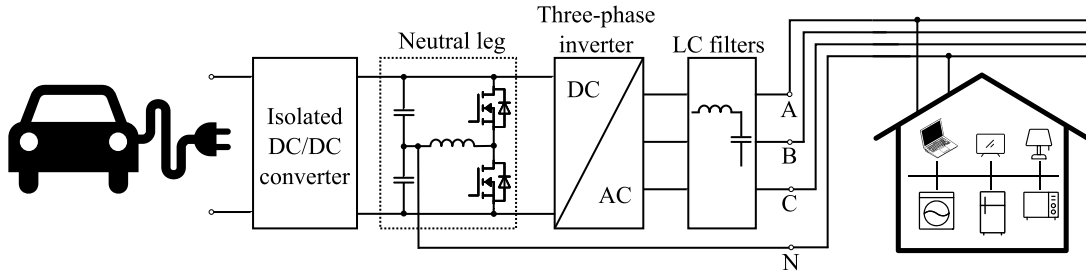 Three-phase
inverter
Neutral leg
LC filters
Isolated
DC/DC
converter
DC
AC
A
B
C
N